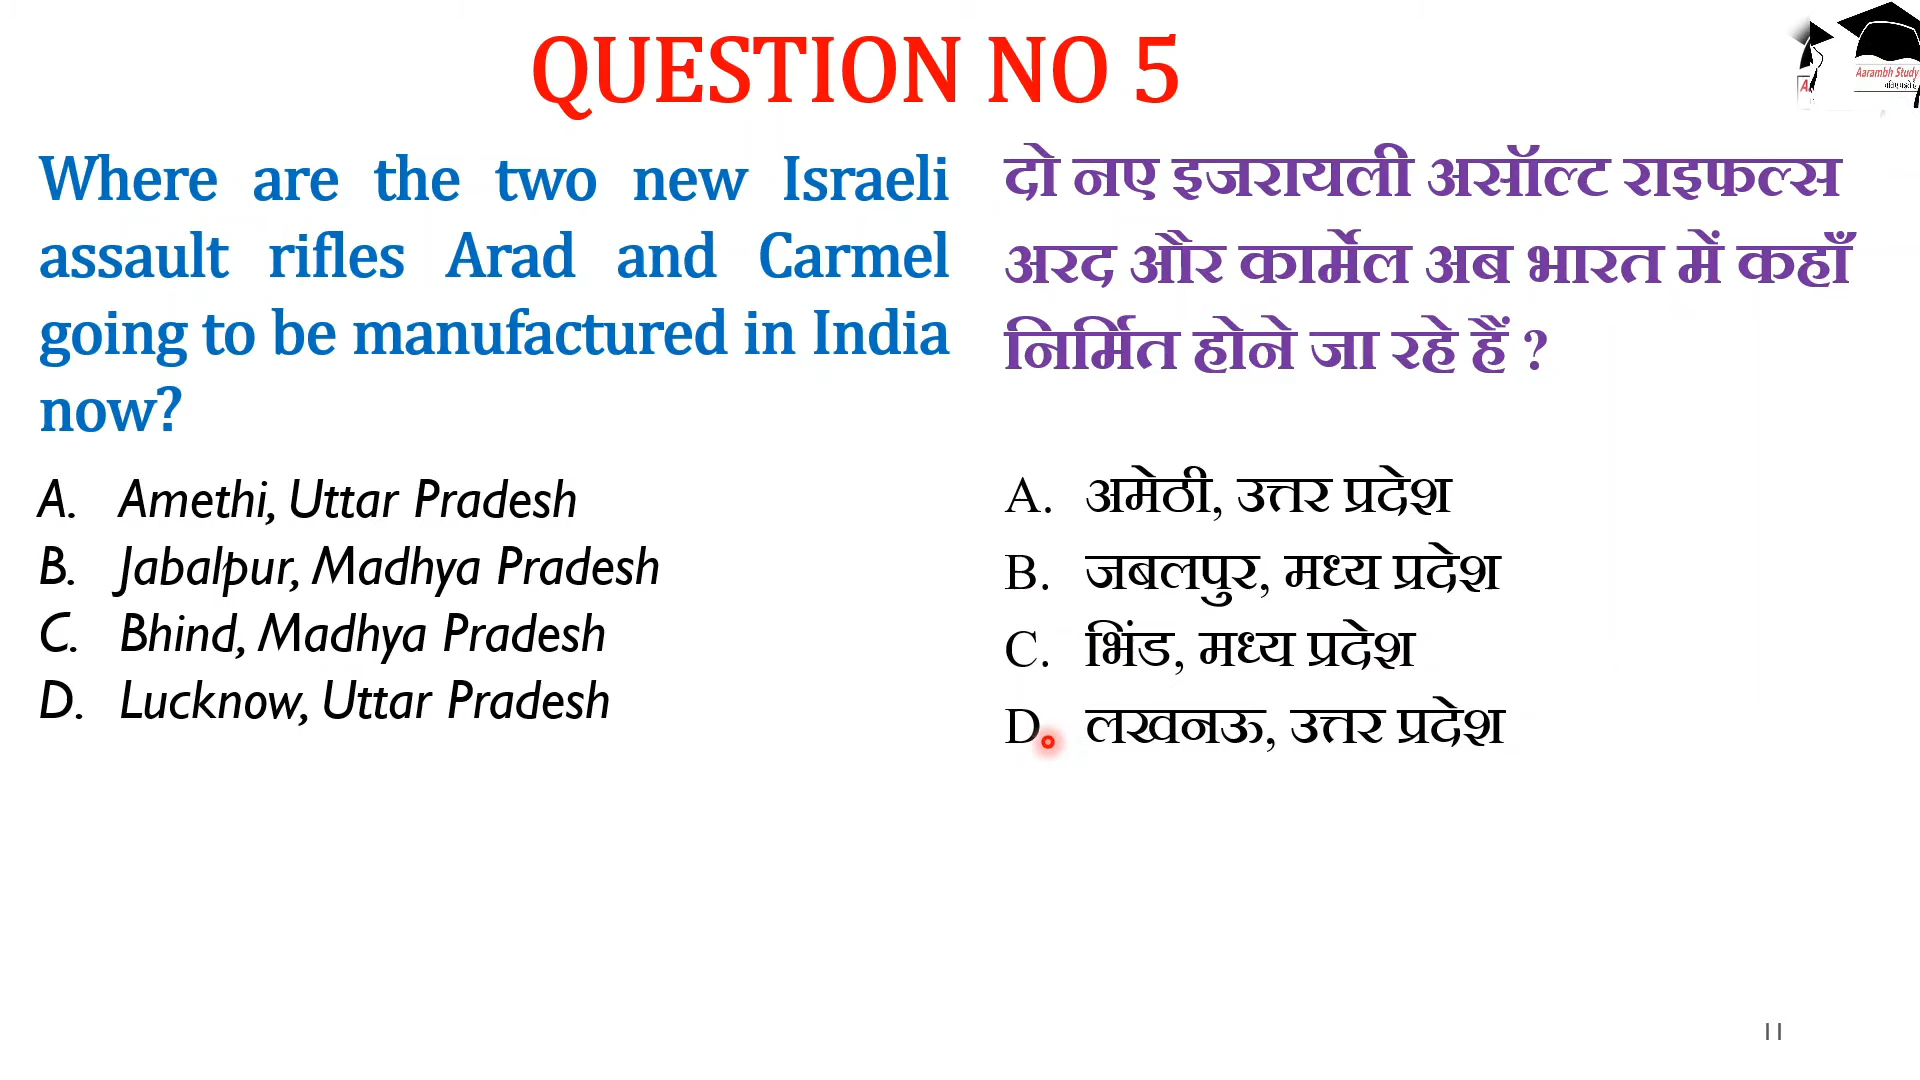 QUESTION NO 5
Aarambh Study
Where are the two new Israeli
assault rifles Arad and Carmel
going to be manufactured in India
now?
A. Amethi, Uttar Pradesh
B. Jabalpur, Madhya Pradesh
C. Bhind, Madhya Pradesh
D. Lucknow, Uttar Pradesh
दो नए इजरायली असॉल्ट राइफल्स
अरद और कार्मेल अब भारत में कहाँ
निर्मित होने जा रहे हैं ?
A. अमेठी, उत्तर प्रदेश
B. जबलपुर, मध्य प्रदेश
C. भिंड, मध्य प्रदेश
D. लखनऊ, उत्तर प्रदेश
11